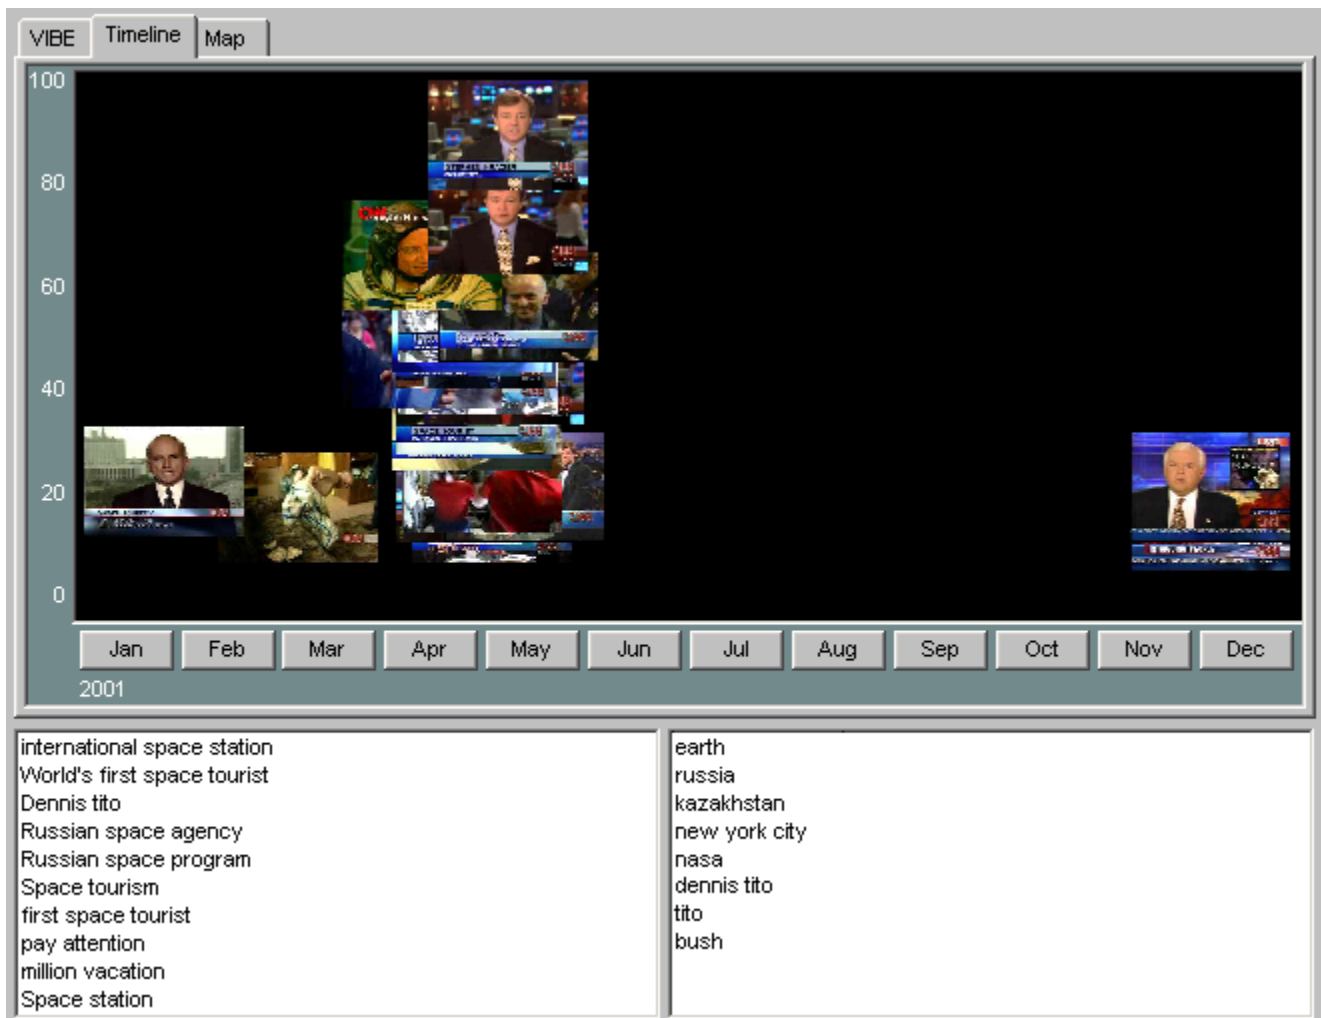 VIBE Timeline Map
100
80
60
40
20
0
CNN
Jan Feb Mar Apr May Jun Jul Aug Sep Oct Nov Dec
2001
international space station
World's first space tourist
Dennis tito
Russian space agency
Russian space program
Space tourism
first space tourist
pay attention
million vacation
Space station
earth
russia
kazakhstan
new york city
nasa
dennis tito
tito
bush